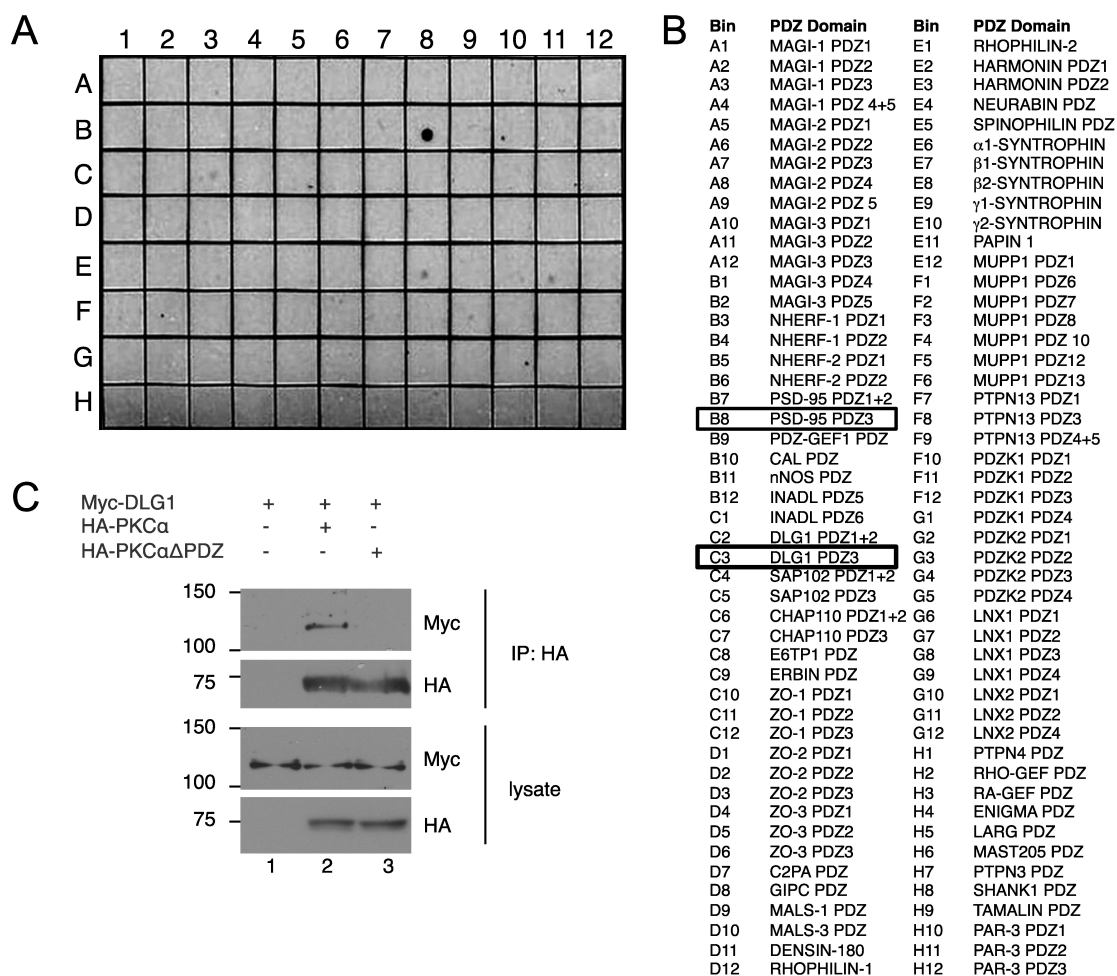 A
1 2 3 4 5 6 7 8 9 10 11 12
A
B
C
D
E
F
G
H
B
Bin PDZ Domain Bin PDZ Domain
A1 MAGI-1 PDZ1 E1 RHOPHILIN-2
A2 MAGI-1 PDZ2 E2 HARMONIN PDZ1
A3 MAGI-1 PDZ3 E3 HARMONIN PDZ2
A4 MAGI-1 PDZ 4+5 E4 NEURABIN PDZ
A5 MAGI-2 PDZ1 E5 SPINOPHILIN PDZ
A6 MAGI-2 PDZ2 E6 α1-SYNTROPHIN
A7 MAGI-2 PDZ3 E7 β1-SYNTROPHIN
A8 MAGI-2 PDZ4 E8 β2-SYNTROPHIN
A9 MAGI-2 PDZ 5 E9 γ1-SYNTROPHIN
A10 MAGI-3 PDZ1 E10 γ2-SYNTROPHIN
A11 MAGI-3 PDZ2 E11 PAPIN 1
A12 MAGI-3 PDZ3 E12 MUPP1 PDZ1
B1 MAGI-3 PDZ4 F1 MUPP1 PDZ6
B2 MAGI-3 PDZ5 F2 MUPP1 PDZ7
B3 NHERF-1 PDZ1 F3 MUPP1 PDZ8
B4 NHERF-1 PDZ2 F4 MUPP1 PDZ 10
B5 NHERF-2 PDZ1 F5 MUPP1 PDZ12
B6 NHERF-2 PDZ2 F6 MUPP1 PDZ13
B7 PSD-95 PDZ1+2 F7 PTPN13 PDZ1
B8 PSD-95 PDZ3 F8 PTPN13 PDZ3
B9 PDZ-GEF1 PDZ F9 PTPN13 PDZ4+5
B10 CAL PDZ F10 PDZK1 PDZ1
B11 nNOS PDZ F11 PDZK1 PDZ2
B12 INADL PDZ5 F12 PDZK1 PDZ3
C1 INADL PDZ6 G1 PDZK1 PDZ4
C2 DLG1 PDZ1+2 G2 PDZK2 PDZ1
C3 DLG1 PDZ3 G3 PDZK2 PDZ2
C4 SAP102 PDZ1+2 G4 PDZK2 PDZ3
C5 SAP102 PDZ3 G5 PDZK2 PDZ4
C6 CHAP110 PDZ1+2 G6 LNX1 PDZ1
C7 CHAP110 PDZ3 G7 LNX1 PDZ2
C8 E6TP1 PDZ G8 LNX1 PDZ3
C9 ERBIN PDZ G9 LNX1 PDZ4
C10 ZO-1 PDZ1 G10 LNX2 PDZ1
C11 ZO-1 PDZ2 G11 LNX2 PDZ2
C12 ZO-1 PDZ3 G12 LNX2 PDZ4
D1 ZO-2 PDZ1 H1 PTPN4 PDZ
D2 ZO-2 PDZ2 H2 RHO-GEF PDZ
D3 ZO-2 PDZ3 H3 RA-GEF PDZ
D4 ZO-3 PDZ1 H4 ENIGMA PDZ
D5 ZO-3 PDZ2 H5 LARG PDZ
D6 ZO-3 PDZ3 H6 MAST205 PDZ
D7 C2PA PDZ H7 PTPN3 PDZ
D8 GIPC PDZ H8 SHANK1 PDZ
D9 MALS-1 PDZ H9 TAMALIN PDZ
D10 MALS-3 PDZ H10 PAR-3 PDZ1
D11 DENSIN-180 H11 PAR-3 PDZ2
D12 RHOPHILIN-1 H12 PAR-3 PDZ3
C
Myc-DLG1 + + +
HA-PKCα - + -
HA-PKCαΔPDZ - - +
150
Myc
100
75
HA
IP: HA
150
Myc
100
75
HA
lysate
1 2 3